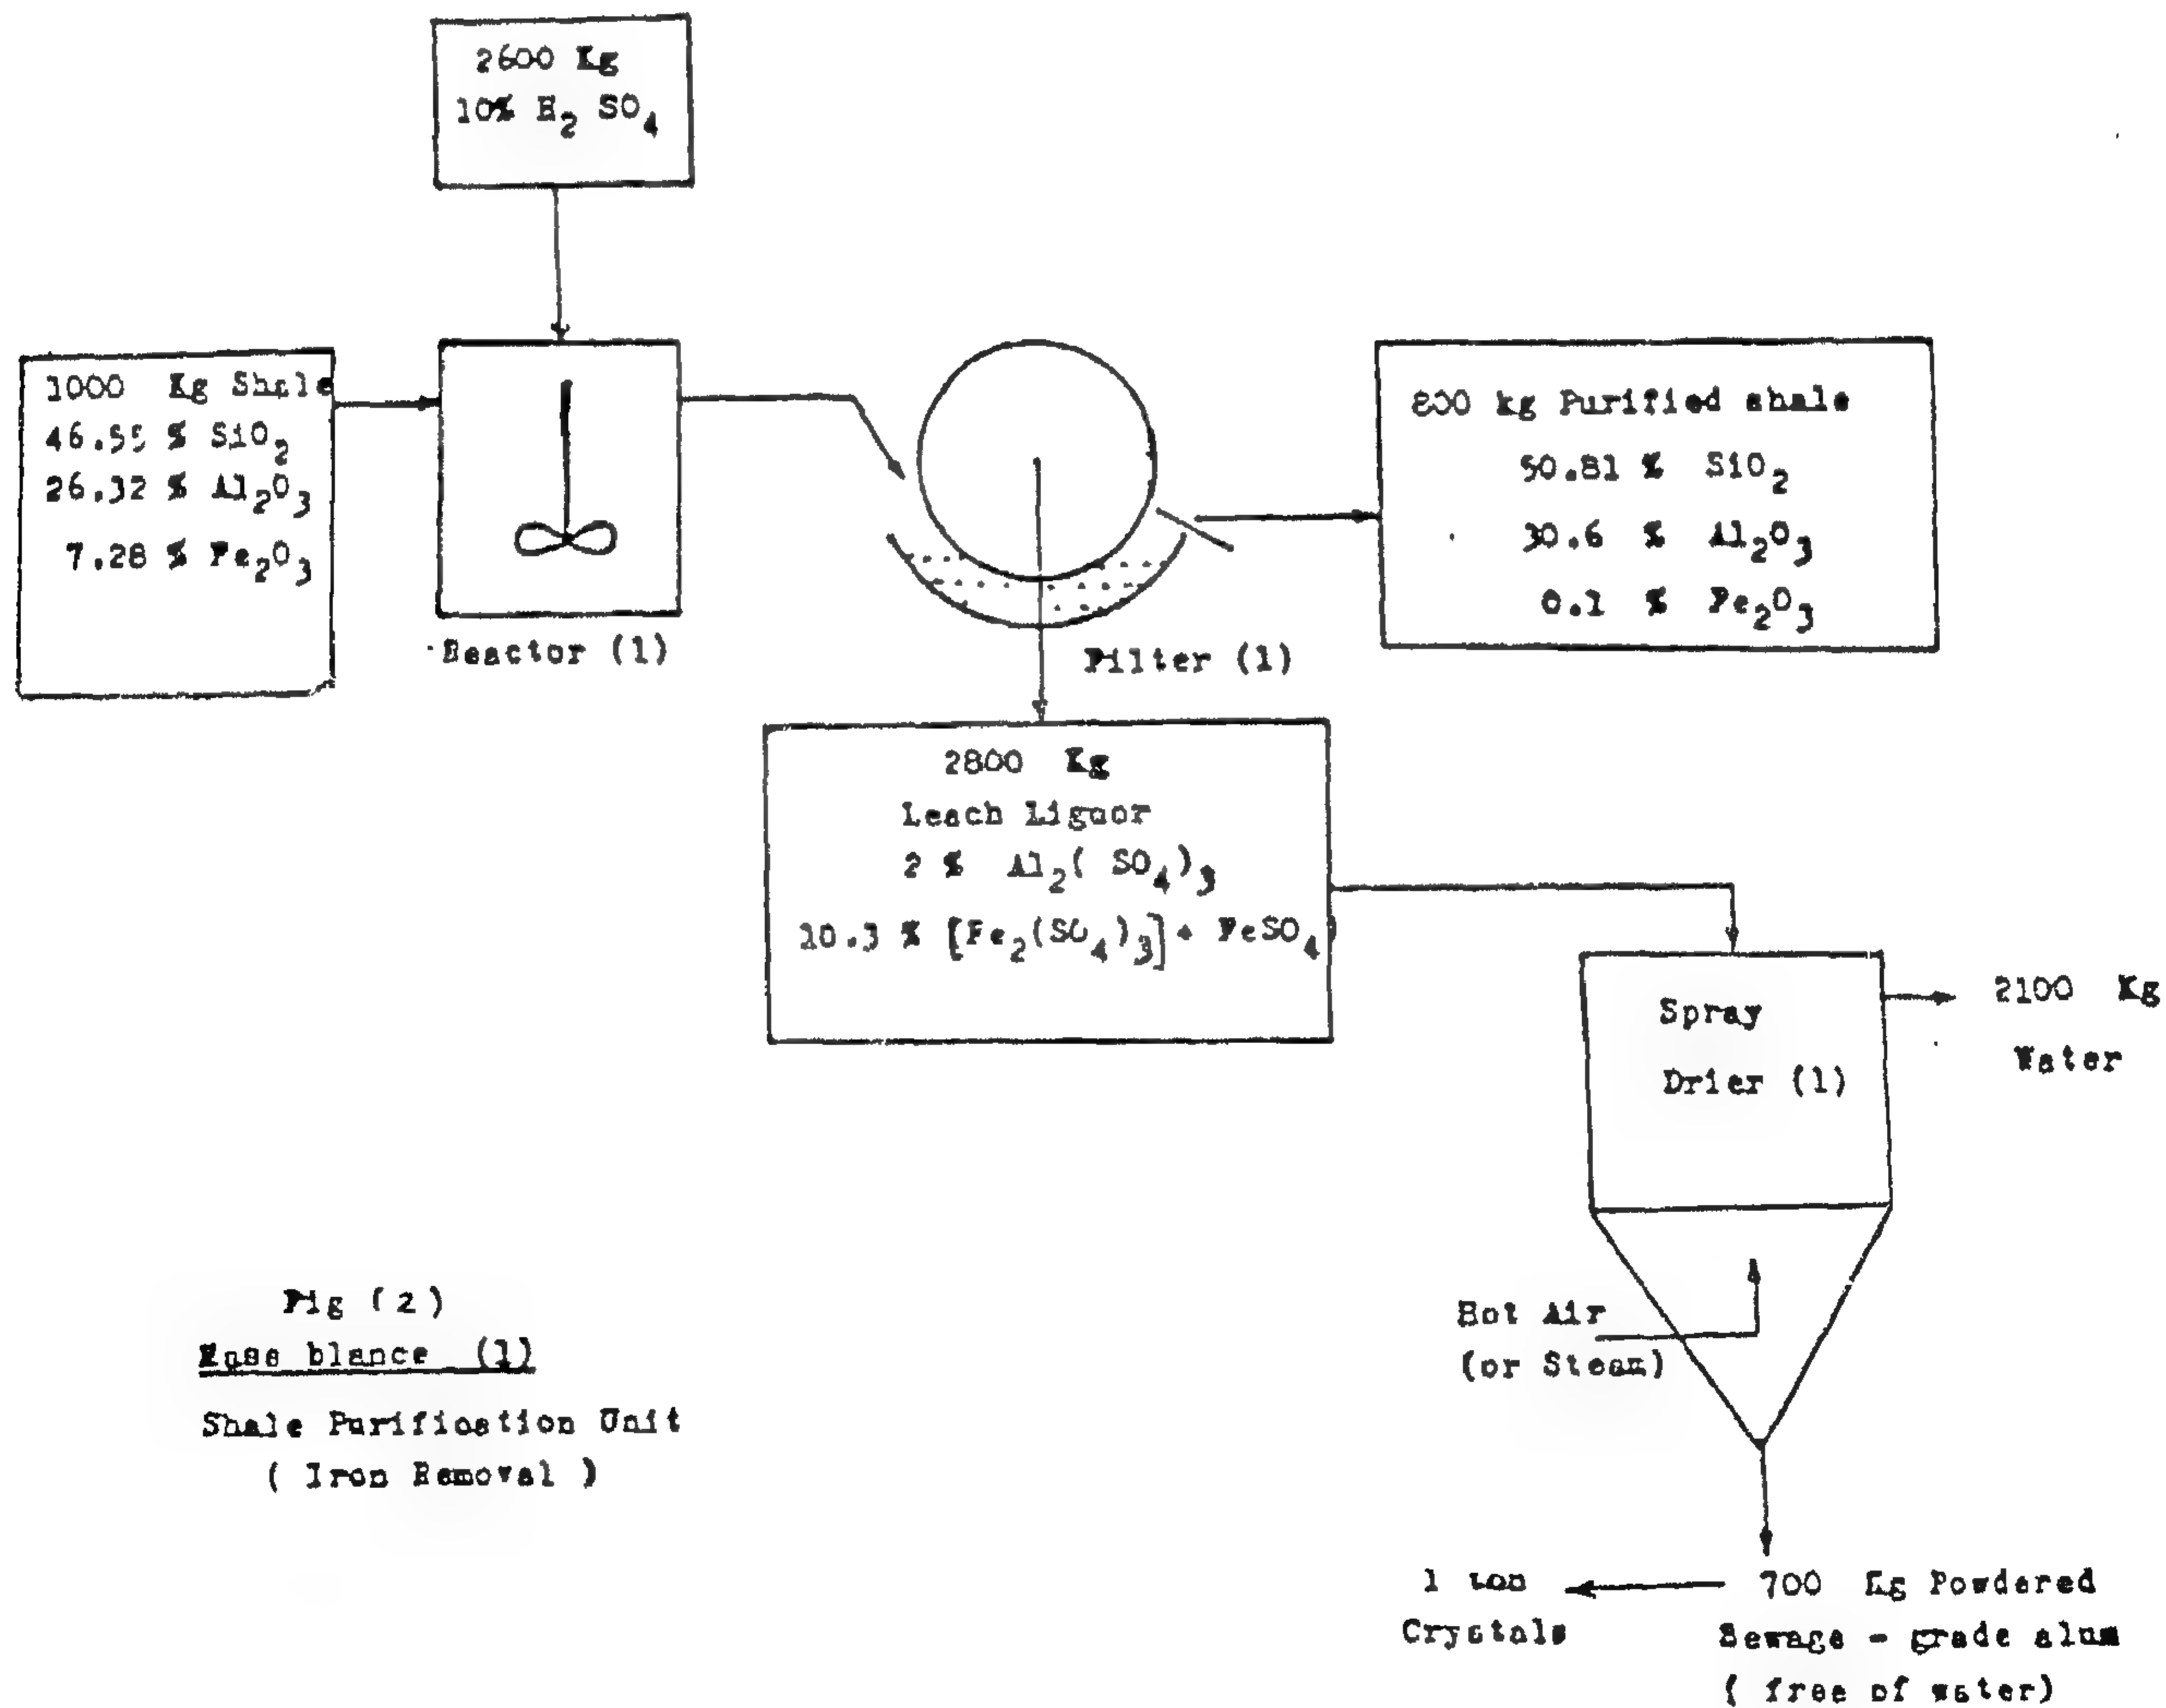 2600 Kg
10% H2 SO4
1000 Kg Shale
46.55 % SiO2
26.32 % Al2O3
7.28 % Fe2O3
Reactor (1)
Filter (1)
800 kg Purified shale
50.81 % SiO2
30.6 % Al2O3
0.1 % Fe2O3
2800 Kg
Leach Liguor
2 % Al2( SO4)3
10.3 % [Fe2(SO4)3]+ FeSO4
Spray
Drier (1)
2100 Kg
Water
Hot Air
(or Steam)
1 ton
Crystals
700 Kg Powdered
Sewage - grade alum
( free of water)
Fig (2)
Mass blance (1)
Shale Purification Unit
( Iron Removal )